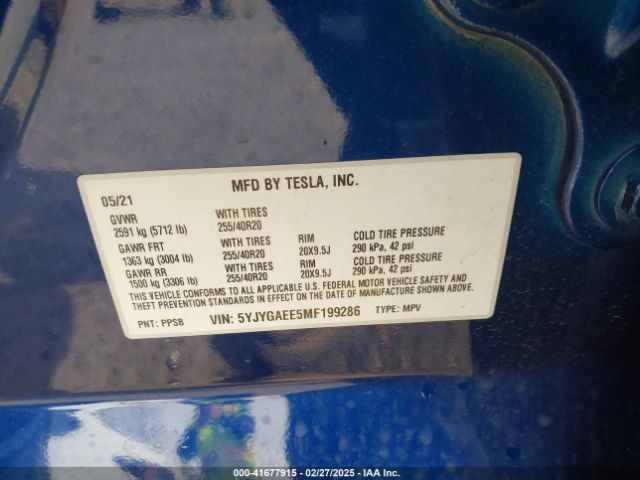 MFD BY TESLA, INC.
05/21
GVWR WITH TIRES
2591 kg (5712 lb) 255/40R20
GAWR FRT WITH TIRES RIM COLD TIRE PRESSURE
1363 kg (3004 lb) 255/40R20 20X9.5J 290 kPa, 42 psi
GAWR RR WITH TIRES RIM COLD TIRE PRESSURE
1500 kg (3306 lb) 255/40R20 20X9.5J 290 kPa, 42 psi
THIS VEHICLE CONFORMS TO ALL APPLICABLE U.S. FEDERAL MOTOR VEHICLE SAFETY AND
THEFT PREVENTION STANDARDS IN EFFECT ON THE DATE OF MANUFACTURE SHOWN ABOVE.
PNT: PPSB VIN: 5YJYGAEE5MF199286 TYPE: MPV
000-41677915 - 02/27/2025 - IAA Inc.